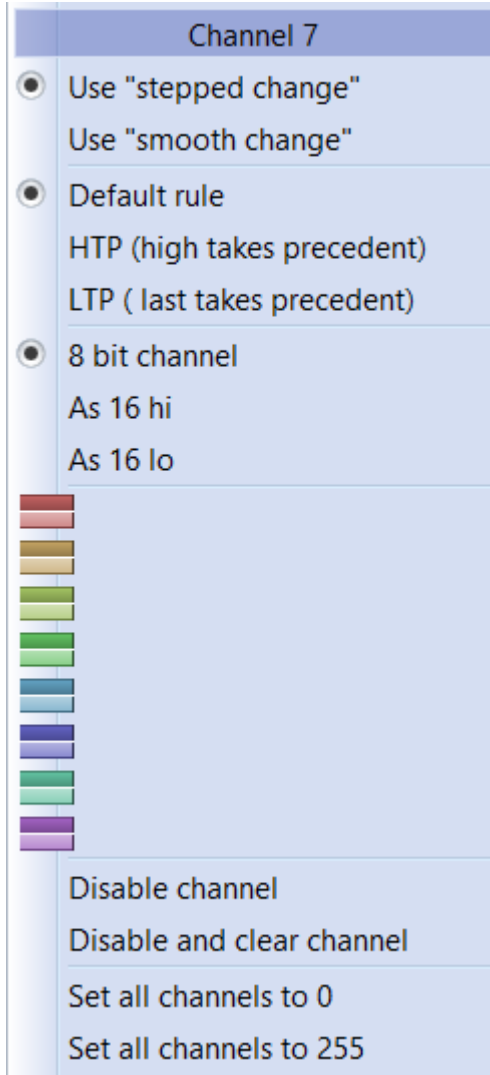 Channel 7
Use "stepped change"
Use "smooth change"
Default rule
HTP (high takes precedent)
LTP ( last takes precedent)
8 bit channel
As 16 hi
As 16 lo
Disable channel
Disable and clear channel
Set all channels to 0
Set all channels to 255